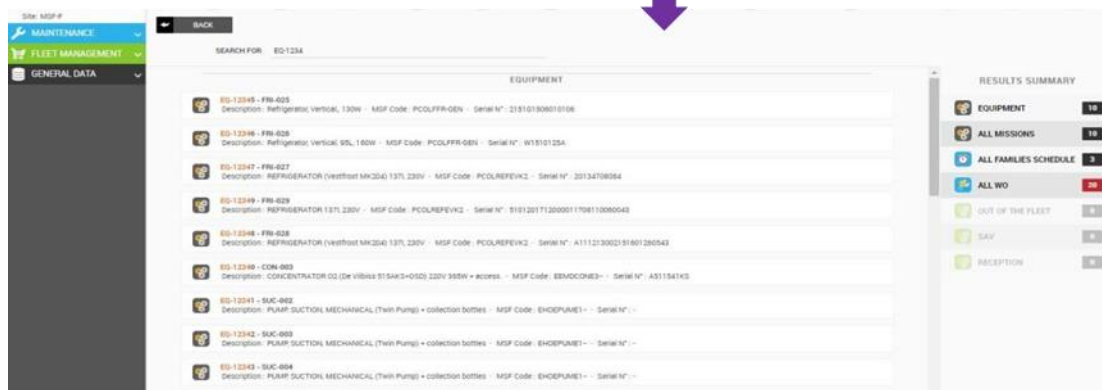 Site: MSF-F
MAINTENANCE
FLEET MANAGEMENT
GENERAL DATA
BACK
SEARCH FOR EQ-1234
EQUIPMENT
EQ-12345 - FRI-025
Description : Refrigerator, Vertical, 130W - MSF Code : PCOLFFR-GEN - Serial N° : 215101506010106
EQ-12346 - FRI-026
Description : Refrigerator, Vertical, 95L, 160W - MSF Code : PCOLFFR-GEN - Serial N° : W1510125A
EQ-12347 - FRI-027
Description : REFRIGERATOR (Vestfrost MK204) 137l, 230V - MSF Code : PCOLREFEVK2 - Serial N° : 20134708084
EQ-12349 - FRI-029
Description : REFRIGERATOR 137l, 230V - MSF Code : PCOLREFEVK2 - Serial N° :
EQ-12348 - FRI-028
Description : REFRIGERATOR (Vestfrost MK204) 137l, 230V - MSF Code : PCOLREFEVK2 - Serial N° :
EQ-12340 - CON-003
Description : CONCENTRATOR O2 (De Vilbiss 515AKS+OSD) 220V 395W + access. - MSF Code : EEMDCONE3-- - Serial N° : A511541KS
EQ-12341 - SUC-002
Description : PUMP, SUCTION, MECHANICAL (Twin Pump) + collection bottles - MSF Code : EHOEPUME1-- - Serial N° : -
EQ-12342 - SUC-003
Description : PUMP, SUCTION, MECHANICAL (Twin Pump) + collection bottles - MSF Code : EHOEPUME1-- - Serial N° : -
EQ-12343 - SUC-004
Description : PUMP, SUCTION, MECHANICAL (Twin Pump) + collection bottles - MSF Code : EHOEPUME1-- - Serial N° : -
RESULTS SUMMARY
EQUIPMENT 10
ALL MISSIONS 10
ALL FAMILIES SCHEDULE 3
ALL WO 20
OUT OF THE FLEET 0
SAV 0
RECEPTION 0